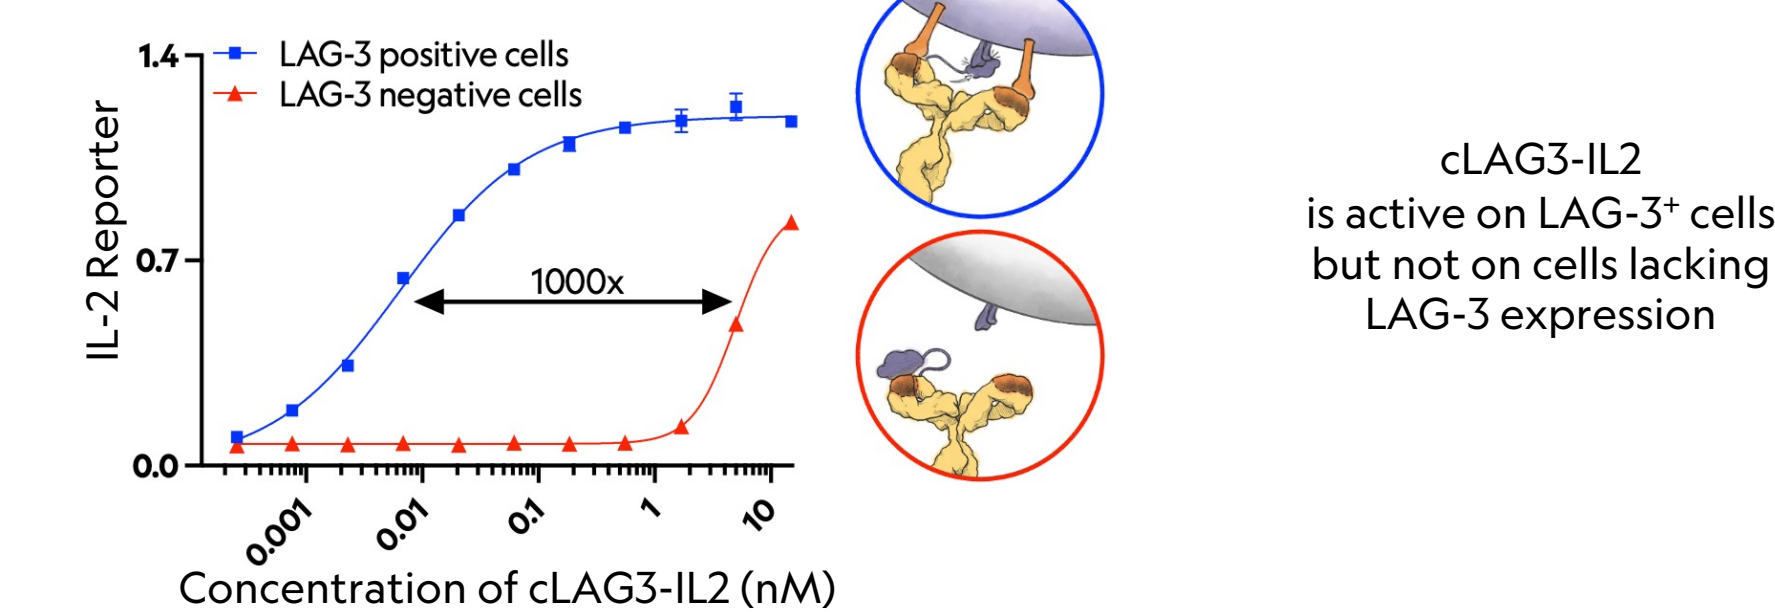 1.4
LAG-3 positive cells
LAG-3 negative cells
IL-2 Reporter
0.7
1000x
0.0
0.001
0.01
0.1
1
10
Concentration of cLAG3-IL2 (nM)
cLAG3-IL2
is active on LAG-3⁺ cells
but not on cells lacking
LAG-3 expression